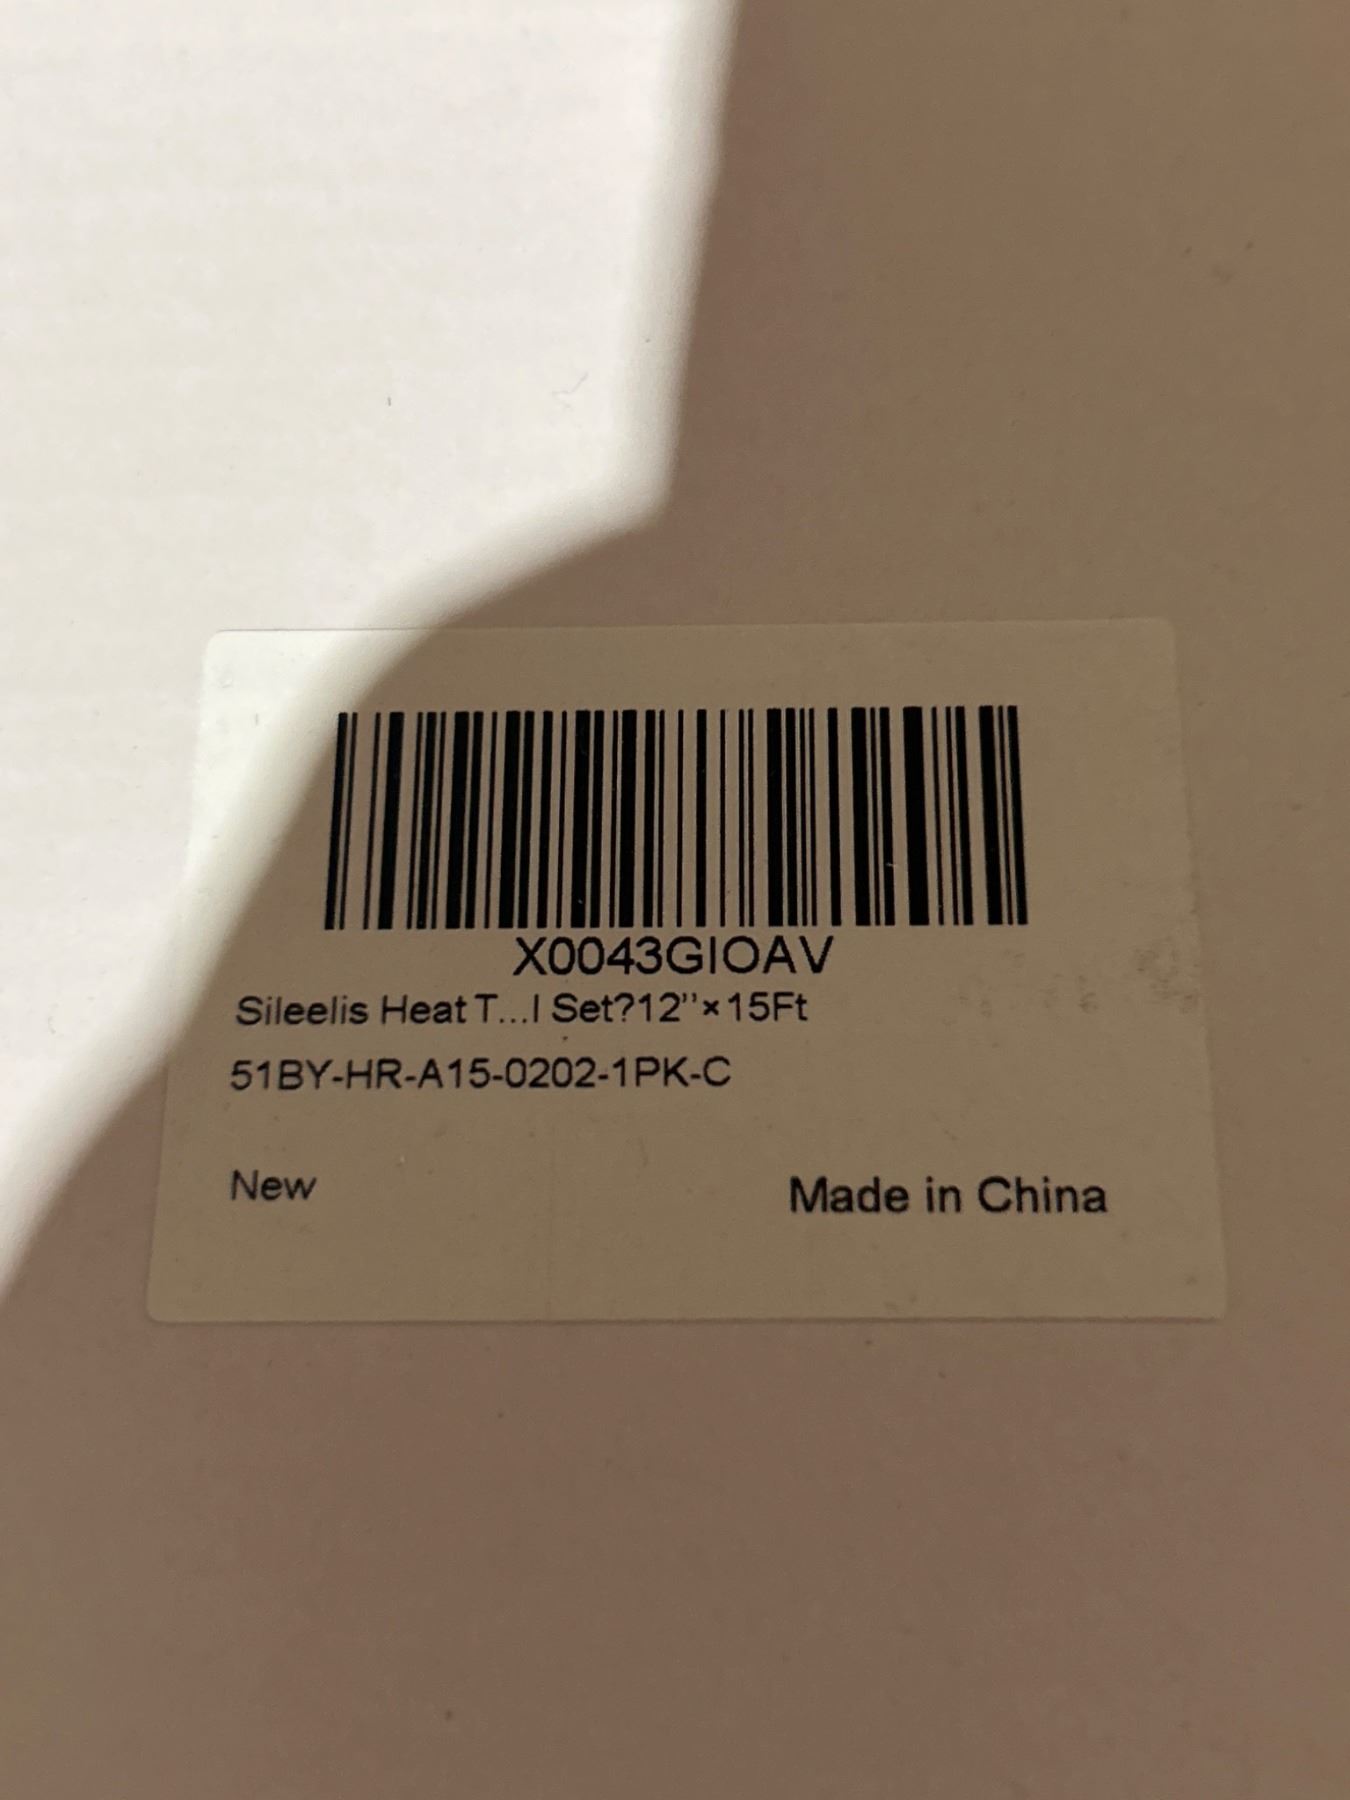 X0043GIOAV
Sileelis Heat T...l Set?12"×15Ft
51BY-HR-A15-0202-1PK-C
New
Made in China